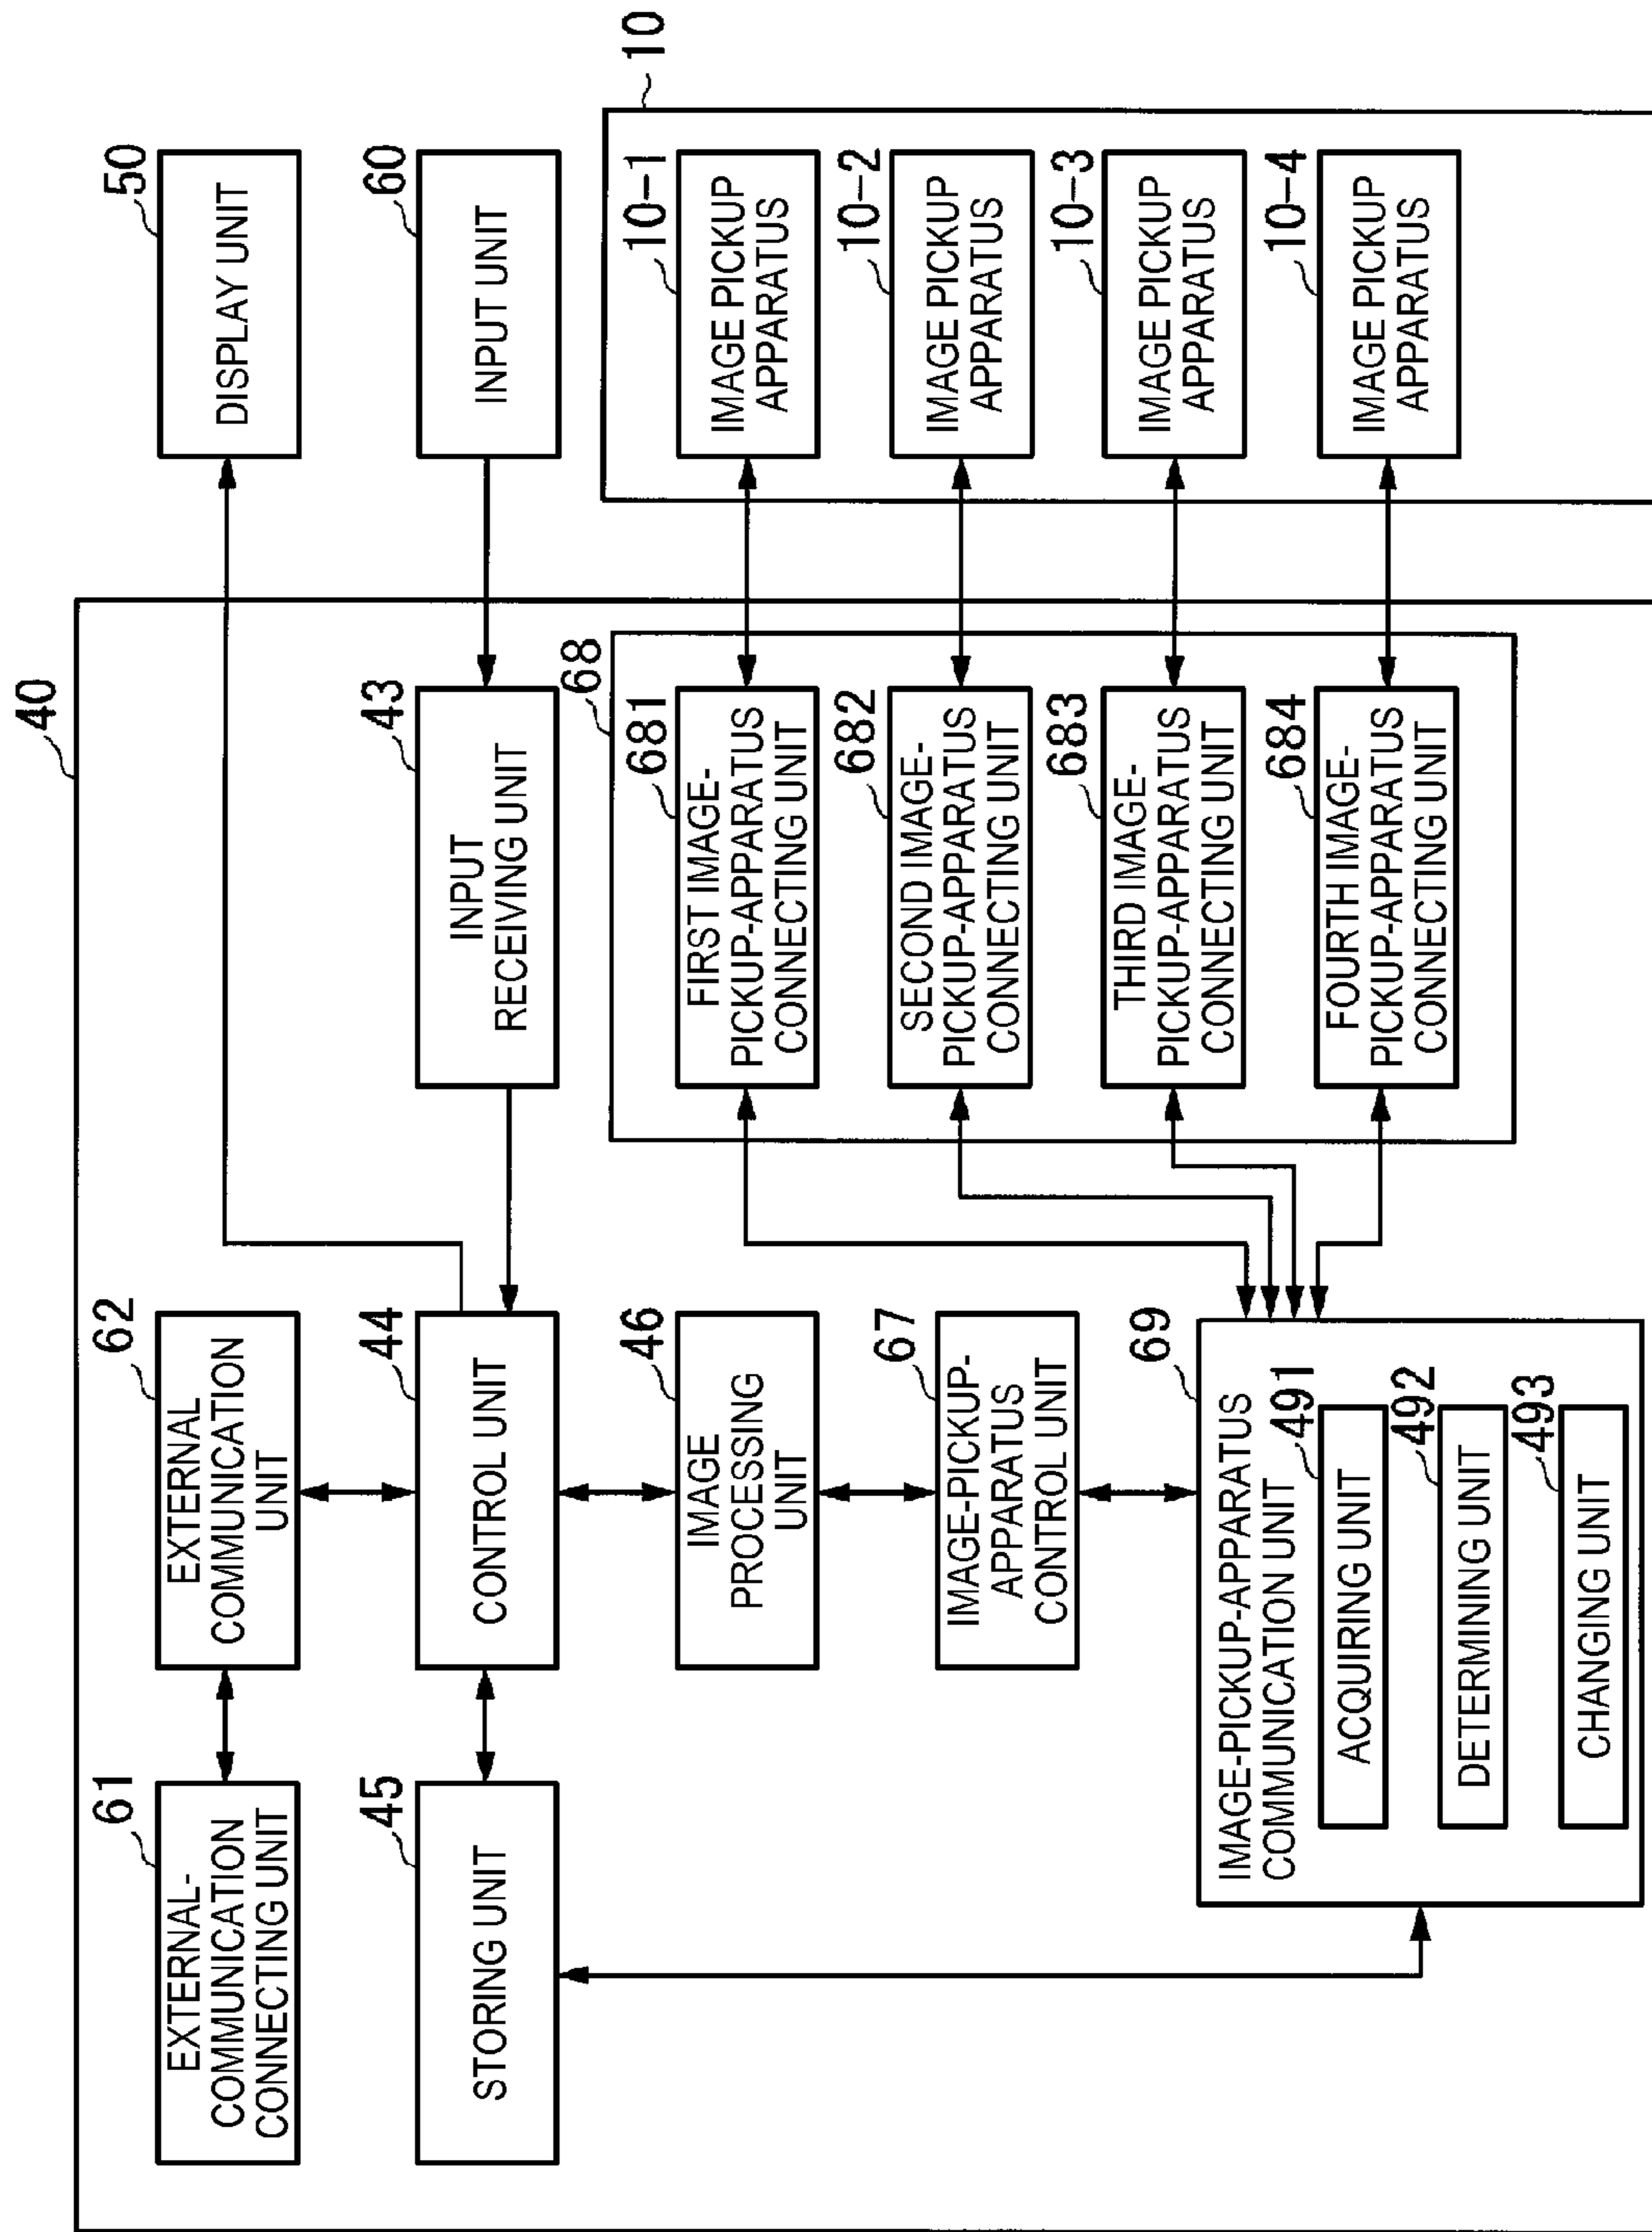 40
61
EXTERNAL-
COMMUNICATION
CONNECTING UNIT
62
EXTERNAL
COMMUNICATION
UNIT
50
DISPLAY UNIT
45
STORING UNIT
44
CONTROL UNIT
43
INPUT
RECEIVING UNIT
60
INPUT UNIT
46
IMAGE
PROCESSING
UNIT
68
681
FIRST IMAGE-
PICKUP-APPARATUS
CONNECTING UNIT
10
10-1
IMAGE PICKUP
APPARATUS
682
SECOND IMAGE-
PICKUP-APPARATUS
CONNECTING UNIT
10-2
IMAGE PICKUP
APPARATUS
67
IMAGE-PICKUP-
APPARATUS
CONTROL UNIT
683
THIRD IMAGE-
PICKUP-APPARATUS
CONNECTING UNIT
10-3
IMAGE PICKUP
APPARATUS
69
IMAGE-PICKUP-APPARATUS
COMMUNICATION UNIT
491
ACQUIRING UNIT
492
DETERMINING UNIT
493
CHANGING UNIT
684
FOURTH IMAGE-
PICKUP-APPARATUS
CONNECTING UNIT
10-4
IMAGE PICKUP
APPARATUS